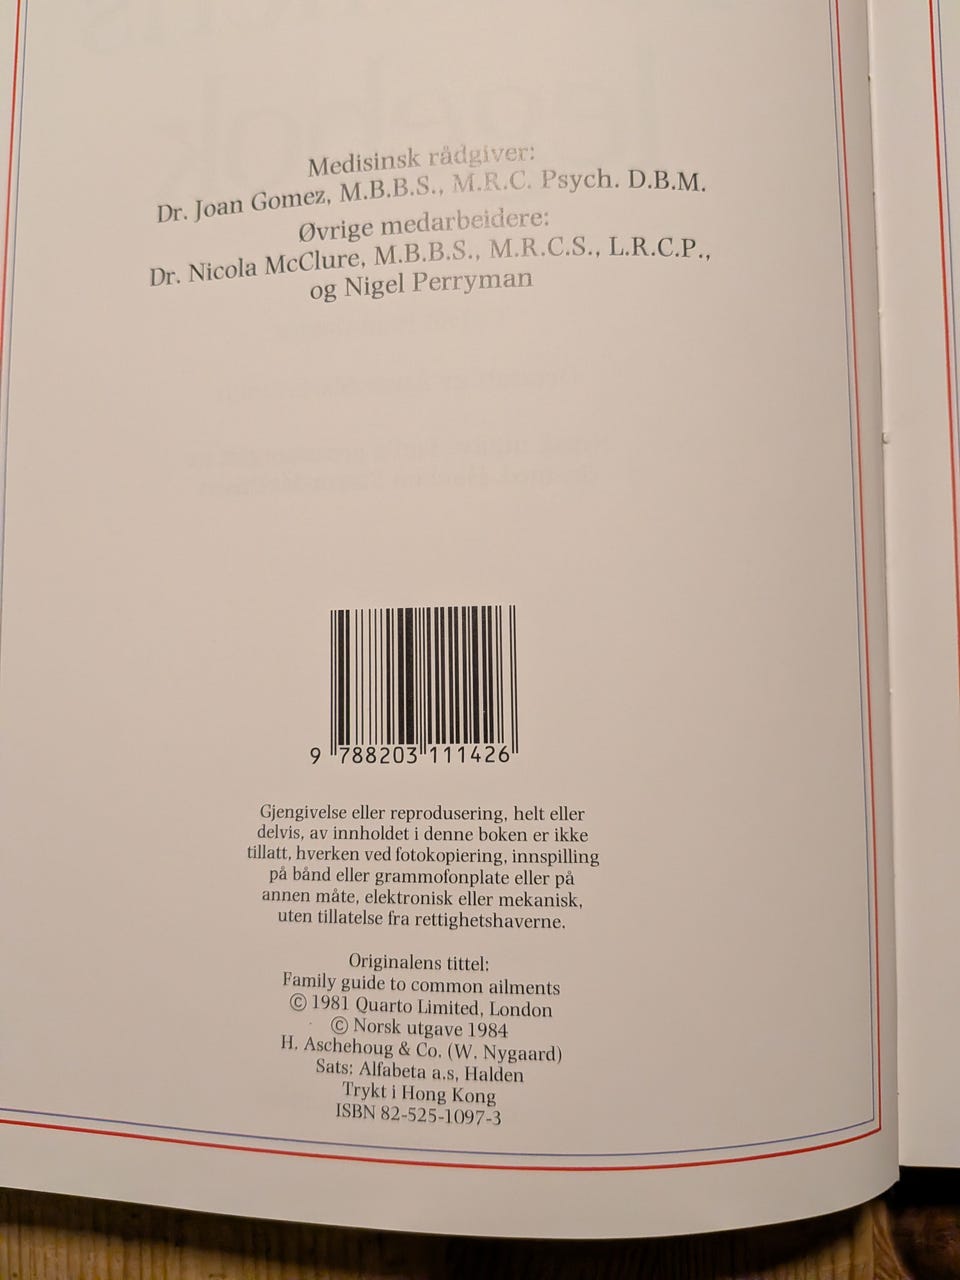 Medisinsk rådgiver:
Dr. Joan Gomez, M.B.B.S., M.R.C. Psych. D.B.M.
Øvrige medarbeidere:
Dr. Nicola McClure, M.B.B.S., M.R.C.S., L.R.C.P.,
og Nigel Perryman
9 788203 111426
Gjengivelse eller reprodusering, helt eller
delvis, av innholdet i denne boken er ikke
tillatt, hverken ved fotokopiering, innspilling
på bånd eller grammofonplate eller på
annen måte, elektronisk eller mekanisk,
uten tillatelse fra rettighetshaverne.
Originalens tittel:
Family guide to common ailments
© 1981 Quarto Limited, London
© Norsk utgave 1984
H. Aschehoug & Co. (W. Nygaard)
Sats: Alfabeta a.s, Halden
Trykt i Hong Kong
ISBN 82-525-1097-3